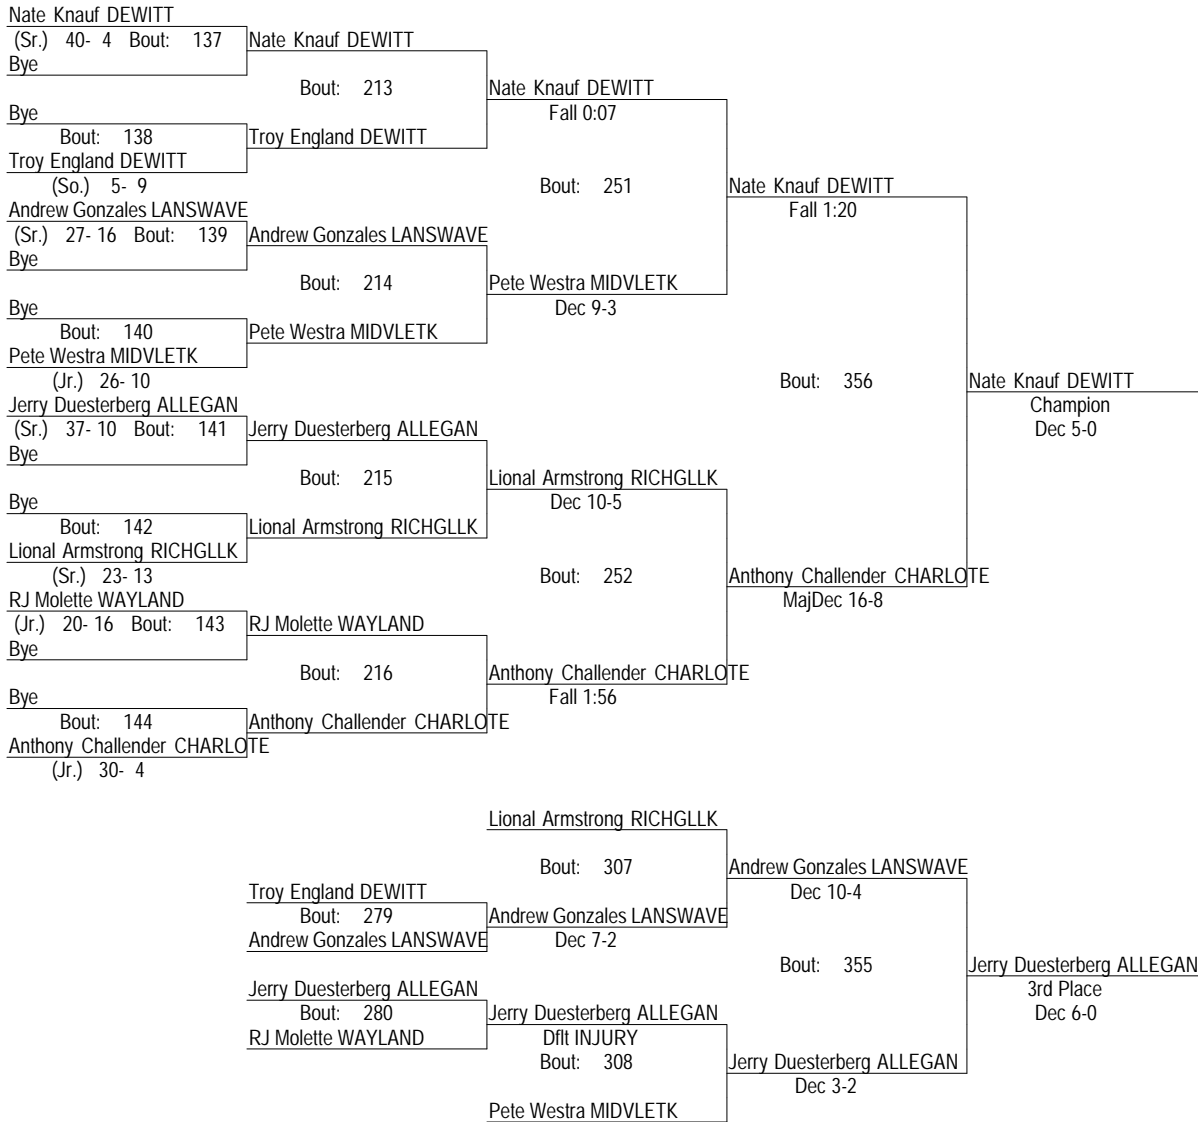 Nate Knauf DEWITT
(Sr.) 40- 4 Bout: 137 Nate Knauf DEWITT
Bye
Bout: 213 Nate Knauf DEWITT
Bye Fall 0:07
Bout: 138 Troy England DEWITT
Troy England DEWITT
(So.) 5- 9 Bout: 251 Nate Knauf DEWITT
Andrew Gonzales LANSWAVE Fall 1:20
(Sr.) 27- 16 Bout: 139 Andrew Gonzales LANSWAVE
Bye
Bout: 214 Pete Westra MIDVLETK
Bye Dec 9-3
Bout: 140 Pete Westra MIDVLETK
Pete Westra MIDVLETK
(Jr.) 26- 10 Bout: 356 Nate Knauf DEWITT
Jerry Duesterberg ALLEGAN Champion
(Sr.) 37- 10 Bout: 141 Jerry Duesterberg ALLEGAN Dec 5-0
Bye
Bout: 215 Lional Armstrong RICHGLLK
Bye Dec 10-5
Bout: 142 Lional Armstrong RICHGLLK
Lional Armstrong RICHGLLK
(Sr.) 23- 13 Bout: 252 Anthony Challender CHARLOTE
RJ Molette WAYLAND MajDec 16-8
(Jr.) 20- 16 Bout: 143 RJ Molette WAYLAND
Bye
Bout: 216 Anthony Challender CHARLOTE
Bye Fall 1:56
Bout: 144 Anthony Challender CHARLOTE
Anthony Challender CHARLOTE
(Jr.) 30- 4
Lional Armstrong RICHGLLK
Bout: 307 Andrew Gonzales LANSWAVE
Troy England DEWITT Dec 10-4
Bout: 279 Andrew Gonzales LANSWAVE
Andrew Gonzales LANSWAVE Dec 7-2
Bout: 355 Jerry Duesterberg ALLEGAN
Jerry Duesterberg ALLEGAN 3rd Place
Bout: 280 Jerry Duesterberg ALLEGAN Dec 6-0
RJ Molette WAYLAND Dflt INJURY
Bout: 308 Jerry Duesterberg ALLEGAN
Dec 3-2
Pete Westra MIDVLETK